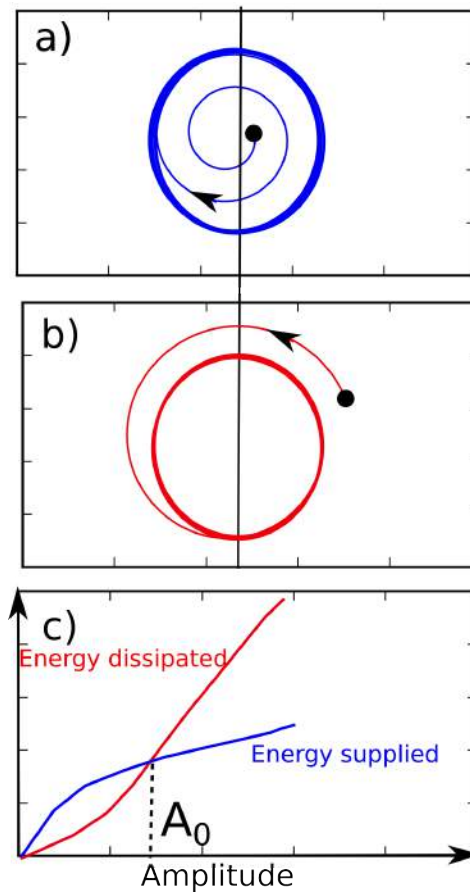 a)
b)
c)
Energy dissipated
Energy supplied
A₀
Amplitude